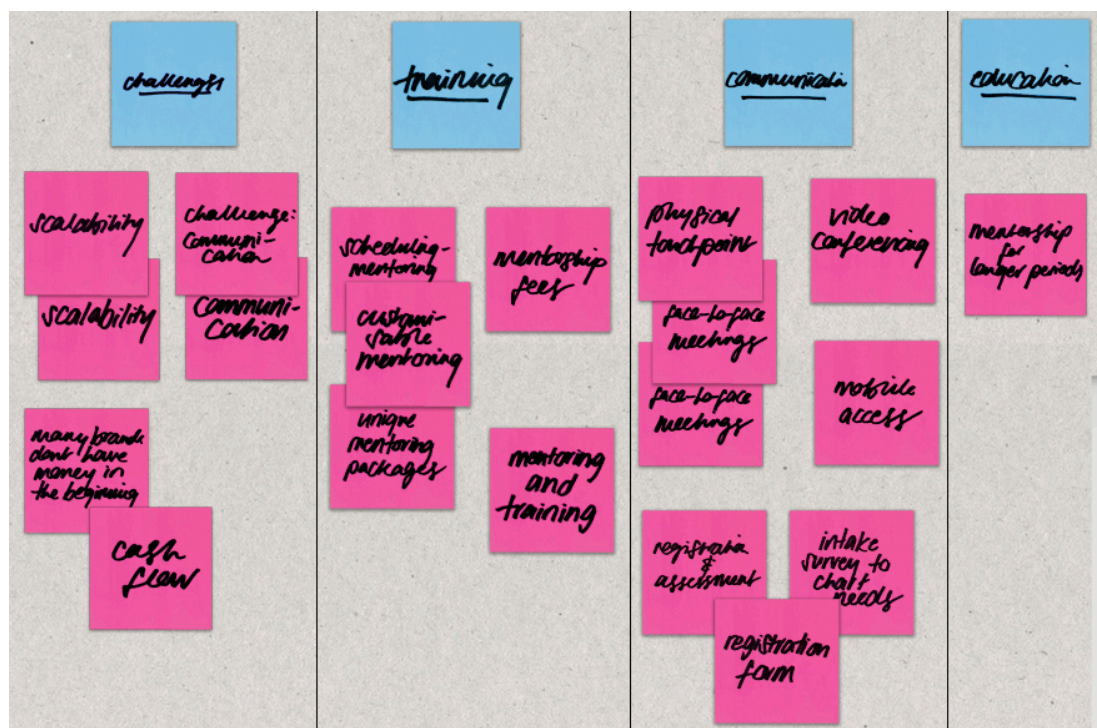 challenges
scalability
scalability
challenge:
communi-
cation
communi-
cation
many brands
dont have
money in
the beginning
cash
flow
training
scheduling-
mentoring
customi-
sable
mentoring
unique
mentoring
packages
mentorship
fees
mentoring
and
training
communication
physical
touchpoint
face-to-face
meetings
face-to-face
meetings
video
conferencing
mobile
access
registration
&
assessment
intake
survey to
chart
needs
registration
form
education
mentorship
for
longer periods